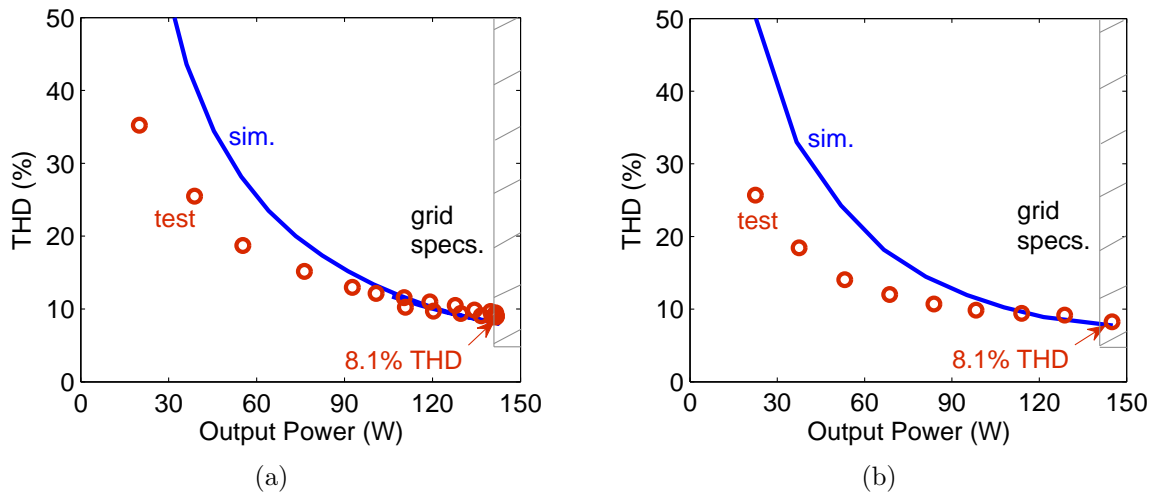 50
40
30
20
10
0
THD (%)
sim.
test
grid
specs.
8.1% THD
0 30 60 90 120 150
Output Power (W)
(a)
50
40
30
20
10
0
THD (%)
sim.
test
grid
specs.
8.1% THD
0 30 60 90 120 150
Output Power (W)
(b)